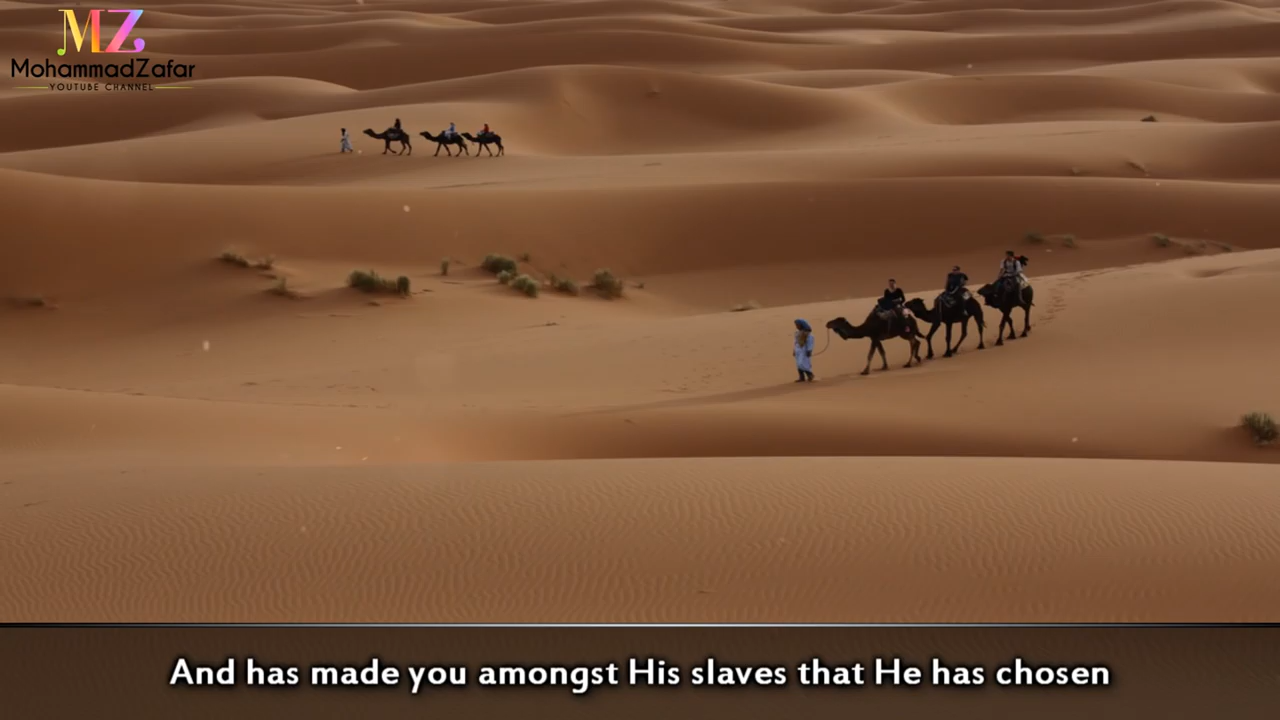 MZ
MohammadZafar
YOUTUBE CHANNEL
And has made you amongst His slaves that He has chosen